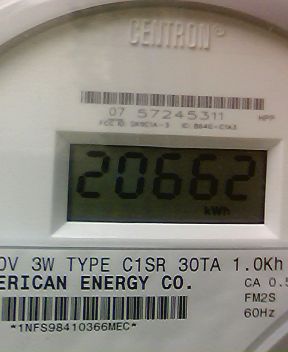 CENTRON®
07 57245311
HPP
20662
kWh
0V 3W TYPE C1SR 30TA 1.0Kh
ERICAN ENERGY CO.
CA 0.5
FM2S
60Hz
*1NFS98410366MEC*